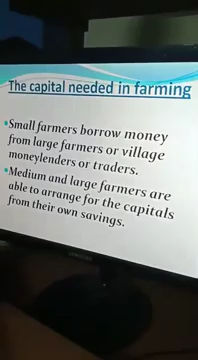 The capital needed in farming
•Small farmers borrow money
from large farmers or village
moneylenders or traders.
•Medium and large farmers are
able to arrange for the capitals
from their own savings.
SAMSUNG